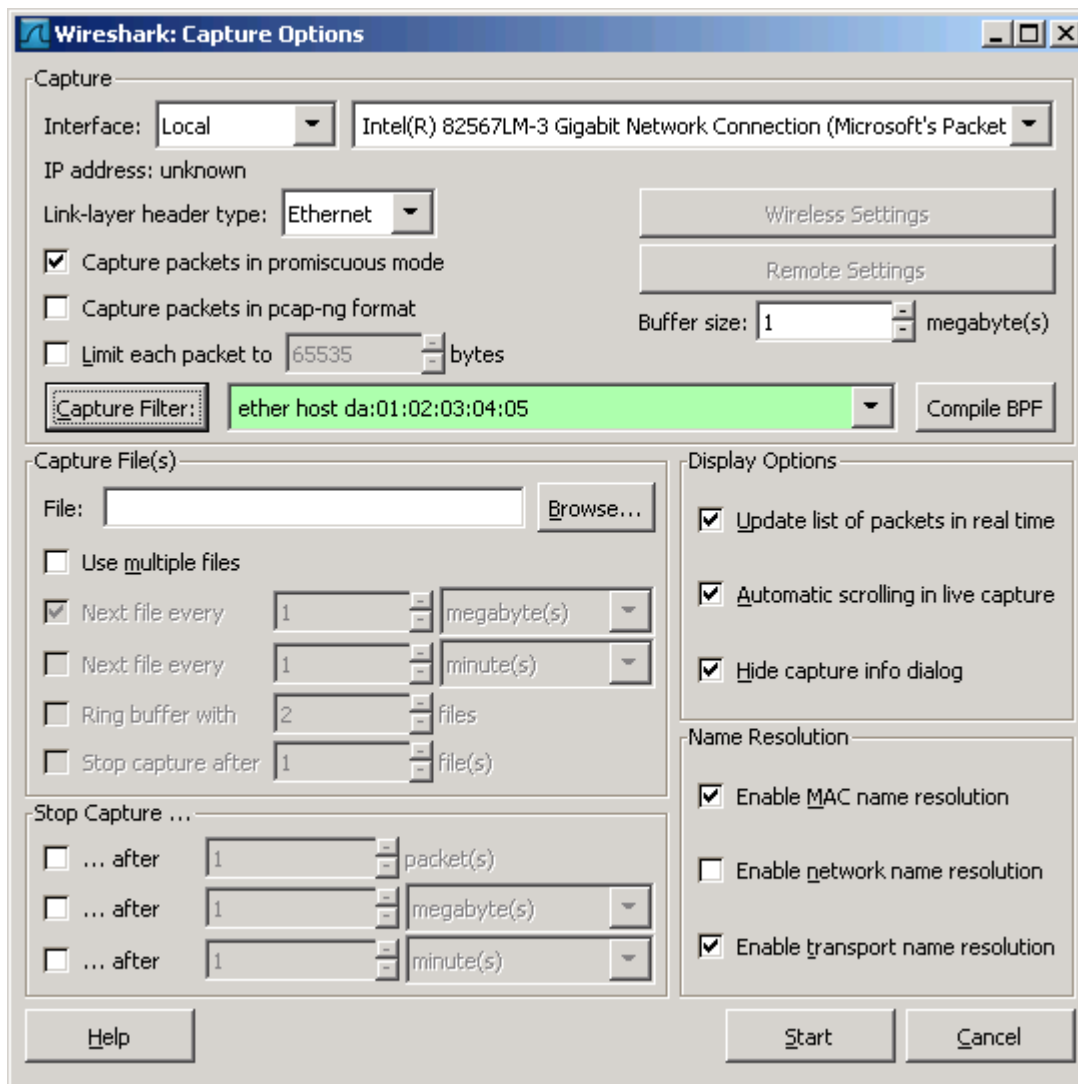 Wireshark: Capture Options
Capture
Interface: Local Intel(R) 82567LM-3 Gigabit Network Connection (Microsoft's Packet
IP address: unknown
Link-layer header type: Ethernet Wireless Settings
Capture packets in promiscuous mode Remote Settings
Capture packets in pcap-ng format Buffer size: 1 megabyte(s)
Limit each packet to 65535 bytes
Capture Filter: ether host da:01:02:03:04:05 Compile BPF
Capture File(s)
File: Browse...
Use multiple files
Next file every 1 megabyte(s)
Next file every 1 minute(s)
Ring buffer with 2 files
Stop capture after 1 file(s)
Stop Capture ...
... after 1 packet(s)
... after 1 megabyte(s)
... after 1 minute(s)
Display Options
Update list of packets in real time
Automatic scrolling in live capture
Hide capture info dialog
Name Resolution
Enable MAC name resolution
Enable network name resolution
Enable transport name resolution
Help Start Cancel